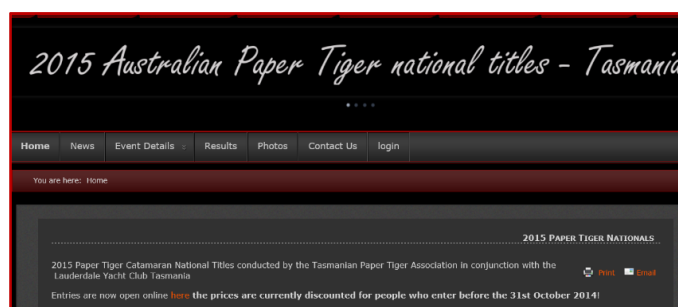 2015 Australian Paper Tiger national titles - Tasmania
Home News Event Details Results Photos Contact Us login
You are here: Home
2015 PAPER TIGER NATIONALS
2015 Paper Tiger Catamaran National Titles conducted by the Tasmanian Paper Tiger Association in conjunction with the
Lauderdale Yacht Club Tasmania
Print Email
Entries are now open online here the prices are currently discounted for people who enter before the 31st October 2014!